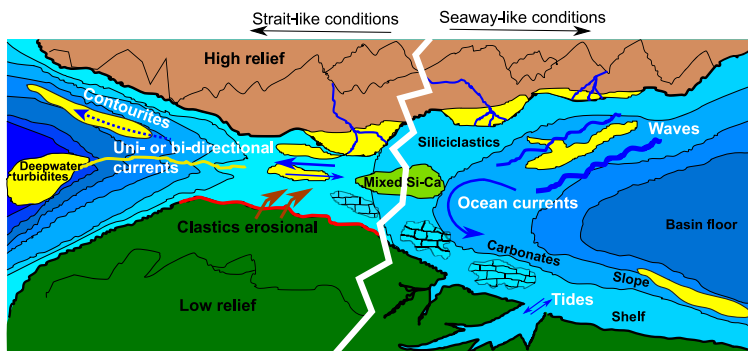 Strait-like conditions
Seaway-like conditions
High relief
Contourites
Siliciclastics
Waves
Uni- or bi-directional
currents
Deepwater
turbidites
Mixed Si-Ca
Ocean currents
Clastics erosional
Basin floor
Carbonates
Slope
Low relief
Tides
Shelf